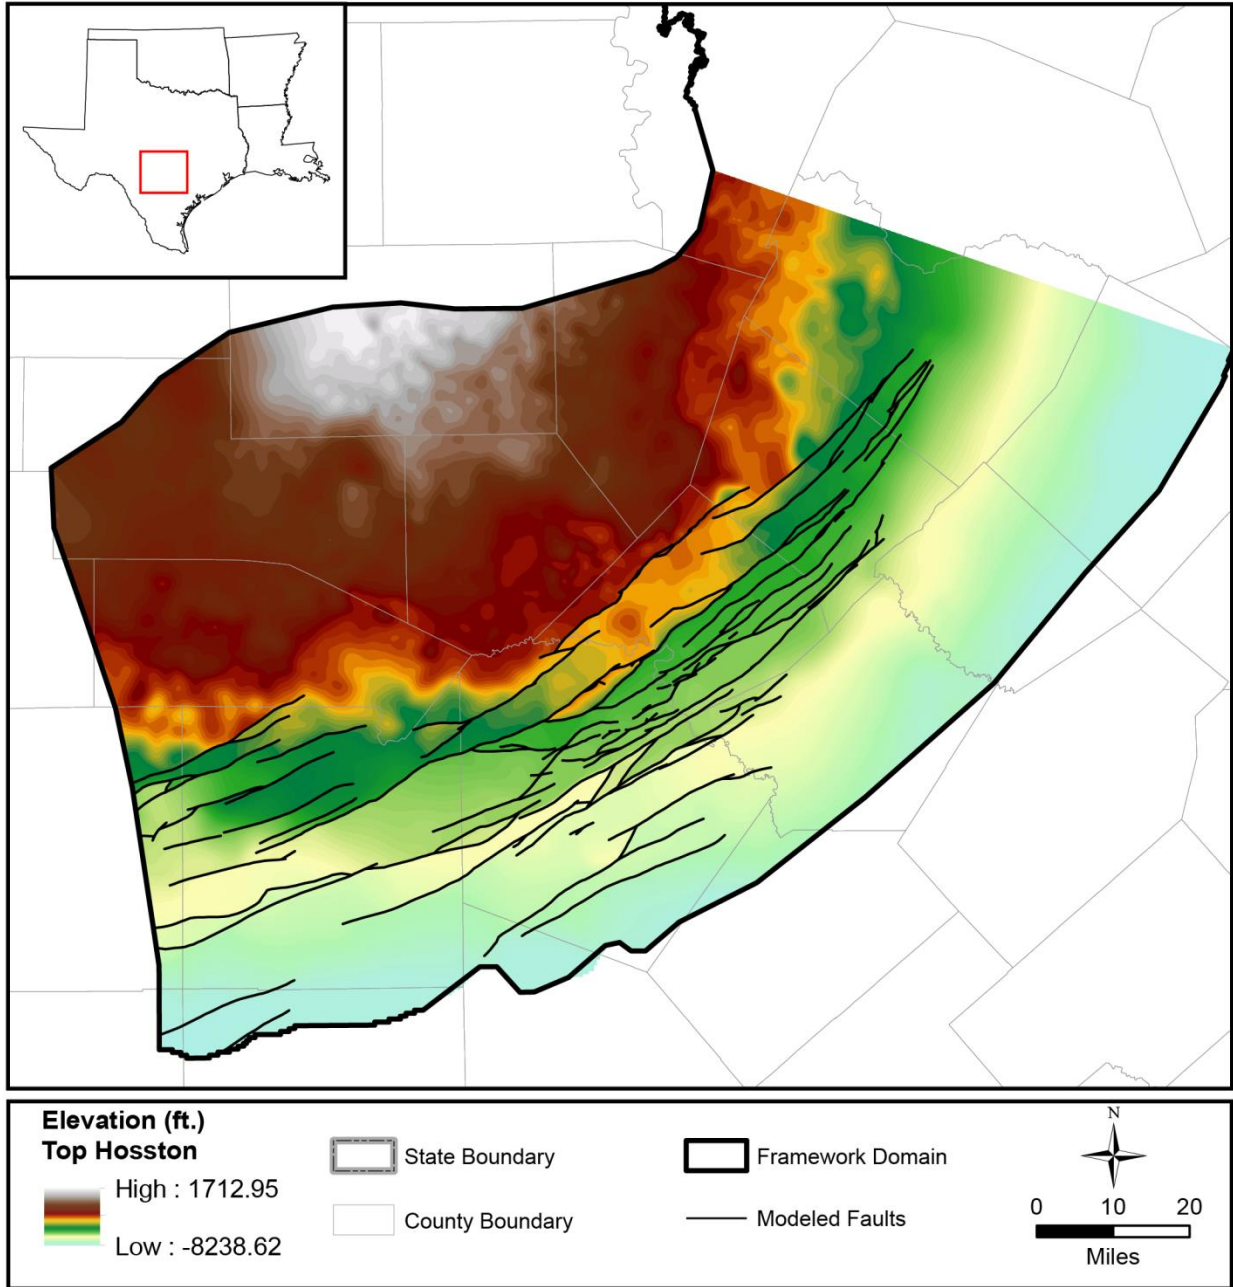 Elevation (ft.)
Top Hosston
High : 1712.95
Low : -8238.62
State Boundary
County Boundary
Framework Domain
Modeled Faults
N
0 10 20
Miles